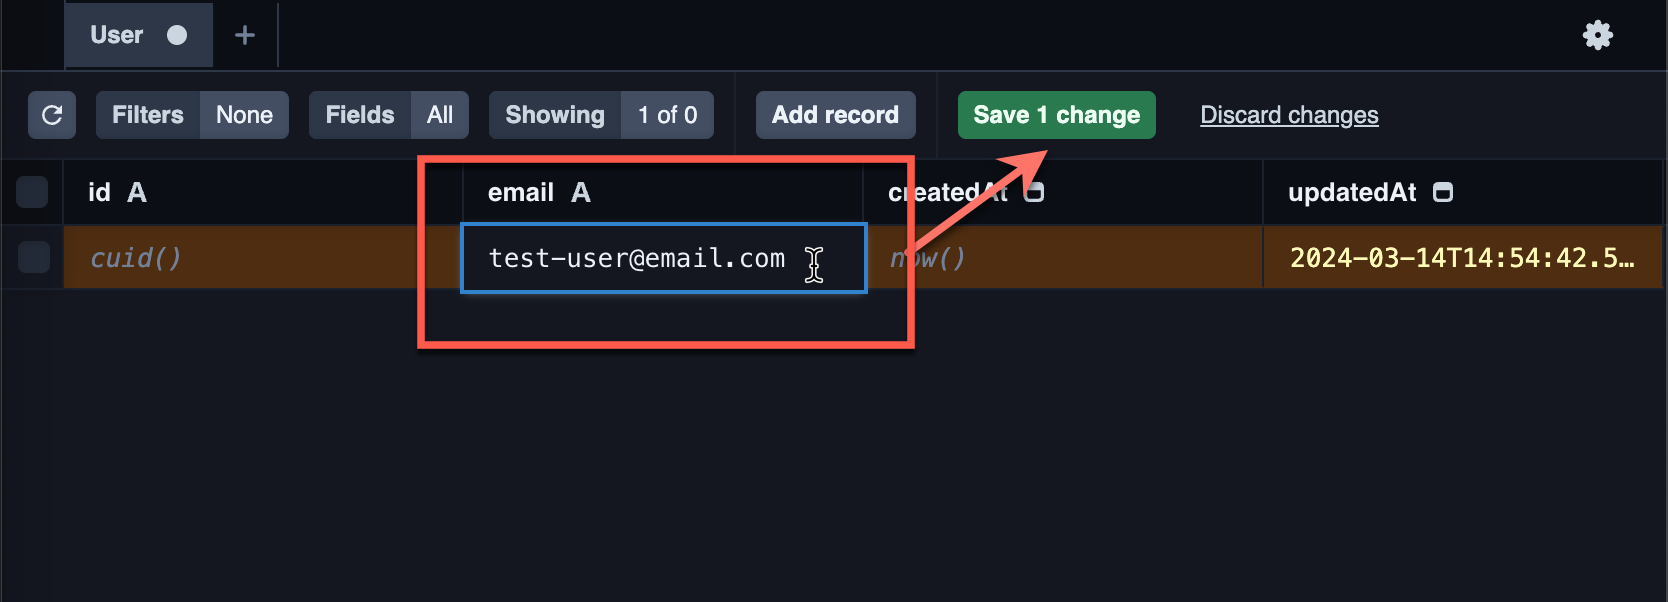 User +
Filters None Fields All Showing 1 of 0 Add record Save 1 change Discard changes
id A email A createdAt updatedAt
cuid() test-user@email.com now() 2024-03-14T14:54:42.5…